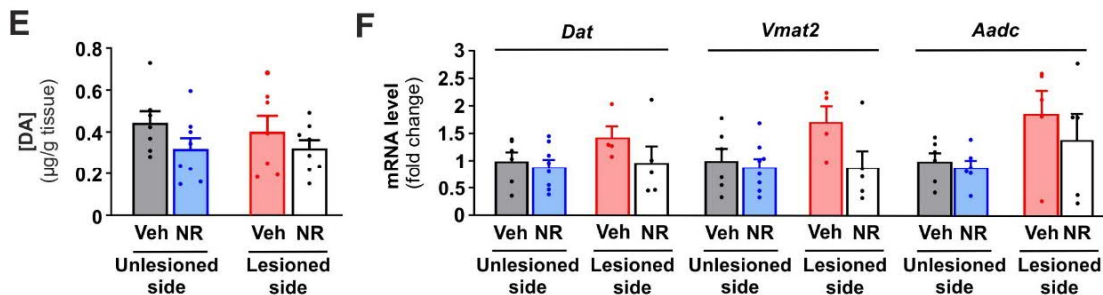 E
[DA]
(µg/g tissue)
0.8
0.6
0.4
0.2
0
Veh NR Veh NR
Unlesioned side Lesioned side
F
Dat Vmat2 Aadc
mRNA level
(fold change)
3
2.5
2
1.5
1
0.5
0
Veh NR Veh NR Veh NR Veh NR Veh NR Veh NR
Unlesioned side Lesioned side Unlesioned side Lesioned side Unlesioned side Lesioned side